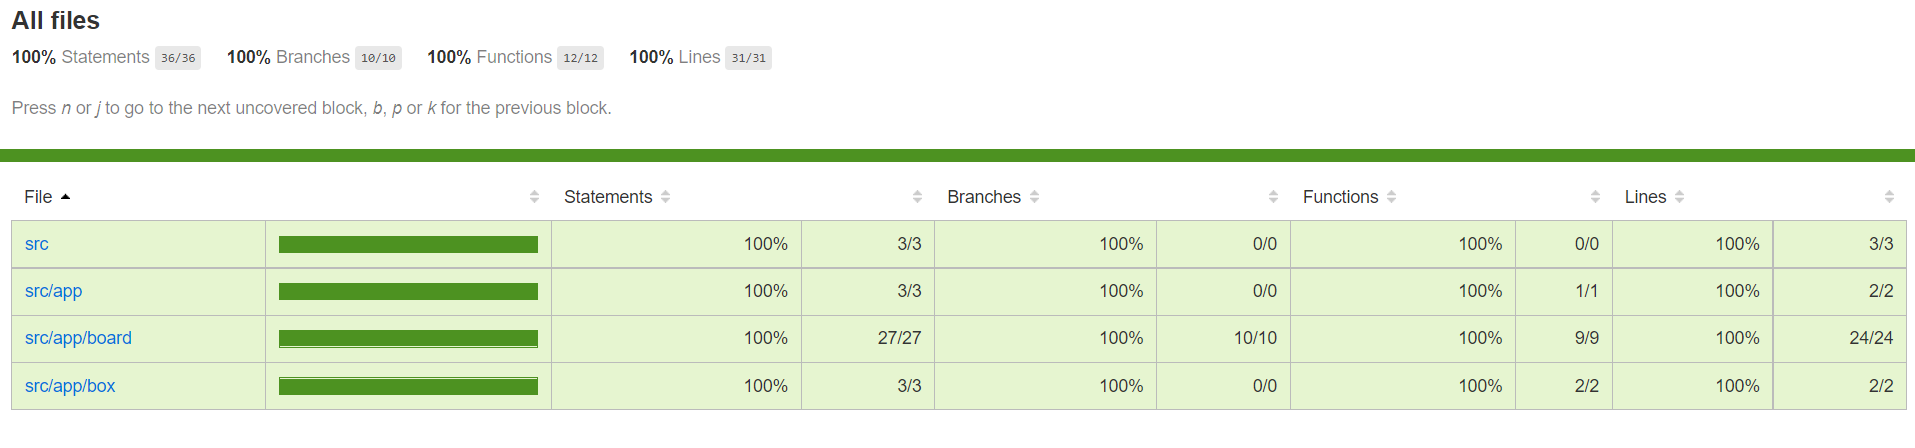 All files
100% Statements 36/36 100% Branches 10/10 100% Functions 12/12 100% Lines 31/31
Press n or j to go to the next uncovered block, b, p or k for the previous block.
File Statements Branches Functions Lines
src 100% 3/3 100% 0/0 100% 0/0 100% 3/3
src/app 100% 3/3 100% 0/0 100% 1/1 100% 2/2
src/app/board 100% 27/27 100% 10/10 100% 9/9 100% 24/24
src/app/box 100% 3/3 100% 0/0 100% 2/2 100% 2/2